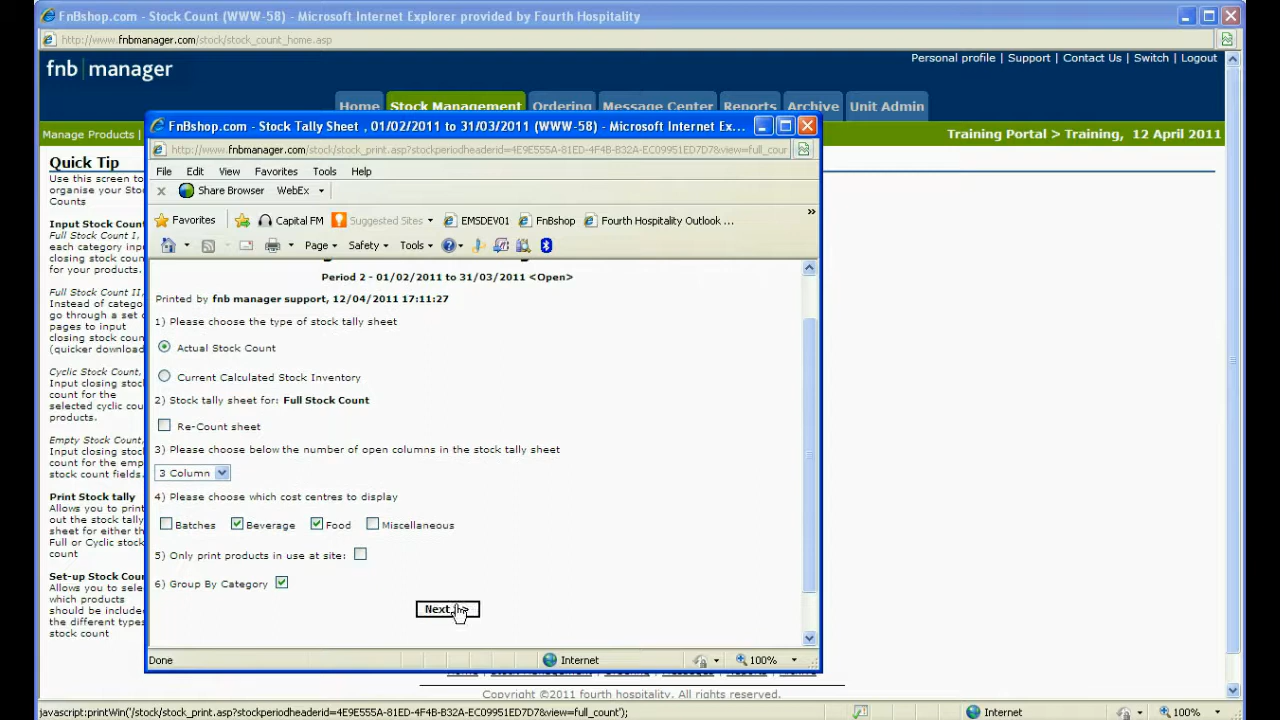 FnBshop.com - Stock Count (WWW-58) - Microsoft Internet Explorer provided by Fourth Hospitality
http://www.fnbmanager.com/stock/stock_count_home.asp
Personal profile | Support | Contact Us | Switch | Logout
fnb | manager
Home Stock Management Ordering Message Center Reports Archive Unit Admin
Manage Products |
Training Portal > Training, 12 April 2011
Quick Tip
Use this screen to
organise your Sto
Counts
Input Stock Count
Full Stock Count I,
each category inpu
closing stock count
for your products.
Full Stock Count II,
Instead of catego
go through a set o
pages to input
closing stock coun
(quicker download
Cyclic Stock Count,
Input closing stock
count for the
selected cyclic cou
products.
Empty Stock Count,
Input closing stock
count for the emp
stock count fields.
Print Stock tally
Allows you to print
out the stock tally
sheet for either th
Full or Cyclic stock
count
Set-up Stock Coun
Allows you to selec
which products
should be include
the different types
stock count
FnBshop.com - Stock Tally Sheet , 01/02/2011 to 31/03/2011 (WWW-58) - Microsoft Internet Ex...
http://www.fnbmanager.com/stock/stock_print.asp?stockperiodheaderid=4E9E555A-81ED-4F4B-B32A-EC09951ED7D7&view=full_cour
File Edit View Favorites Tools Help
x Share Browser WebEx
Favorites Capital FM Suggested Sites EMSDEV01 FnBshop Fourth Hospitality Outlook ... »
Page Safety Tools
Period 2 - 01/02/2011 to 31/03/2011 <Open>
Printed by fnb manager support, 12/04/2011 17:11:27
1) Please choose the type of stock tally sheet
Actual Stock Count
Current Calculated Stock Inventory
2) Stock tally sheet for: Full Stock Count
Re-Count sheet
3) Please choose below the number of open columns in the stock tally sheet
3 Column
4) Please choose which cost centres to display
Batches Beverage Food Miscellaneous
5) Only print products in use at site:
6) Group By Category
Next >>
Done Internet 100%
Copyright ©2011 fourth hospitality. All rights reserved.
javascript:printWin('/stock/stock_print.asp?stockperiodheaderid=4E9E555A-81ED-4F4B-B32A-EC09951ED7D7&view=full_count'); Internet 100%